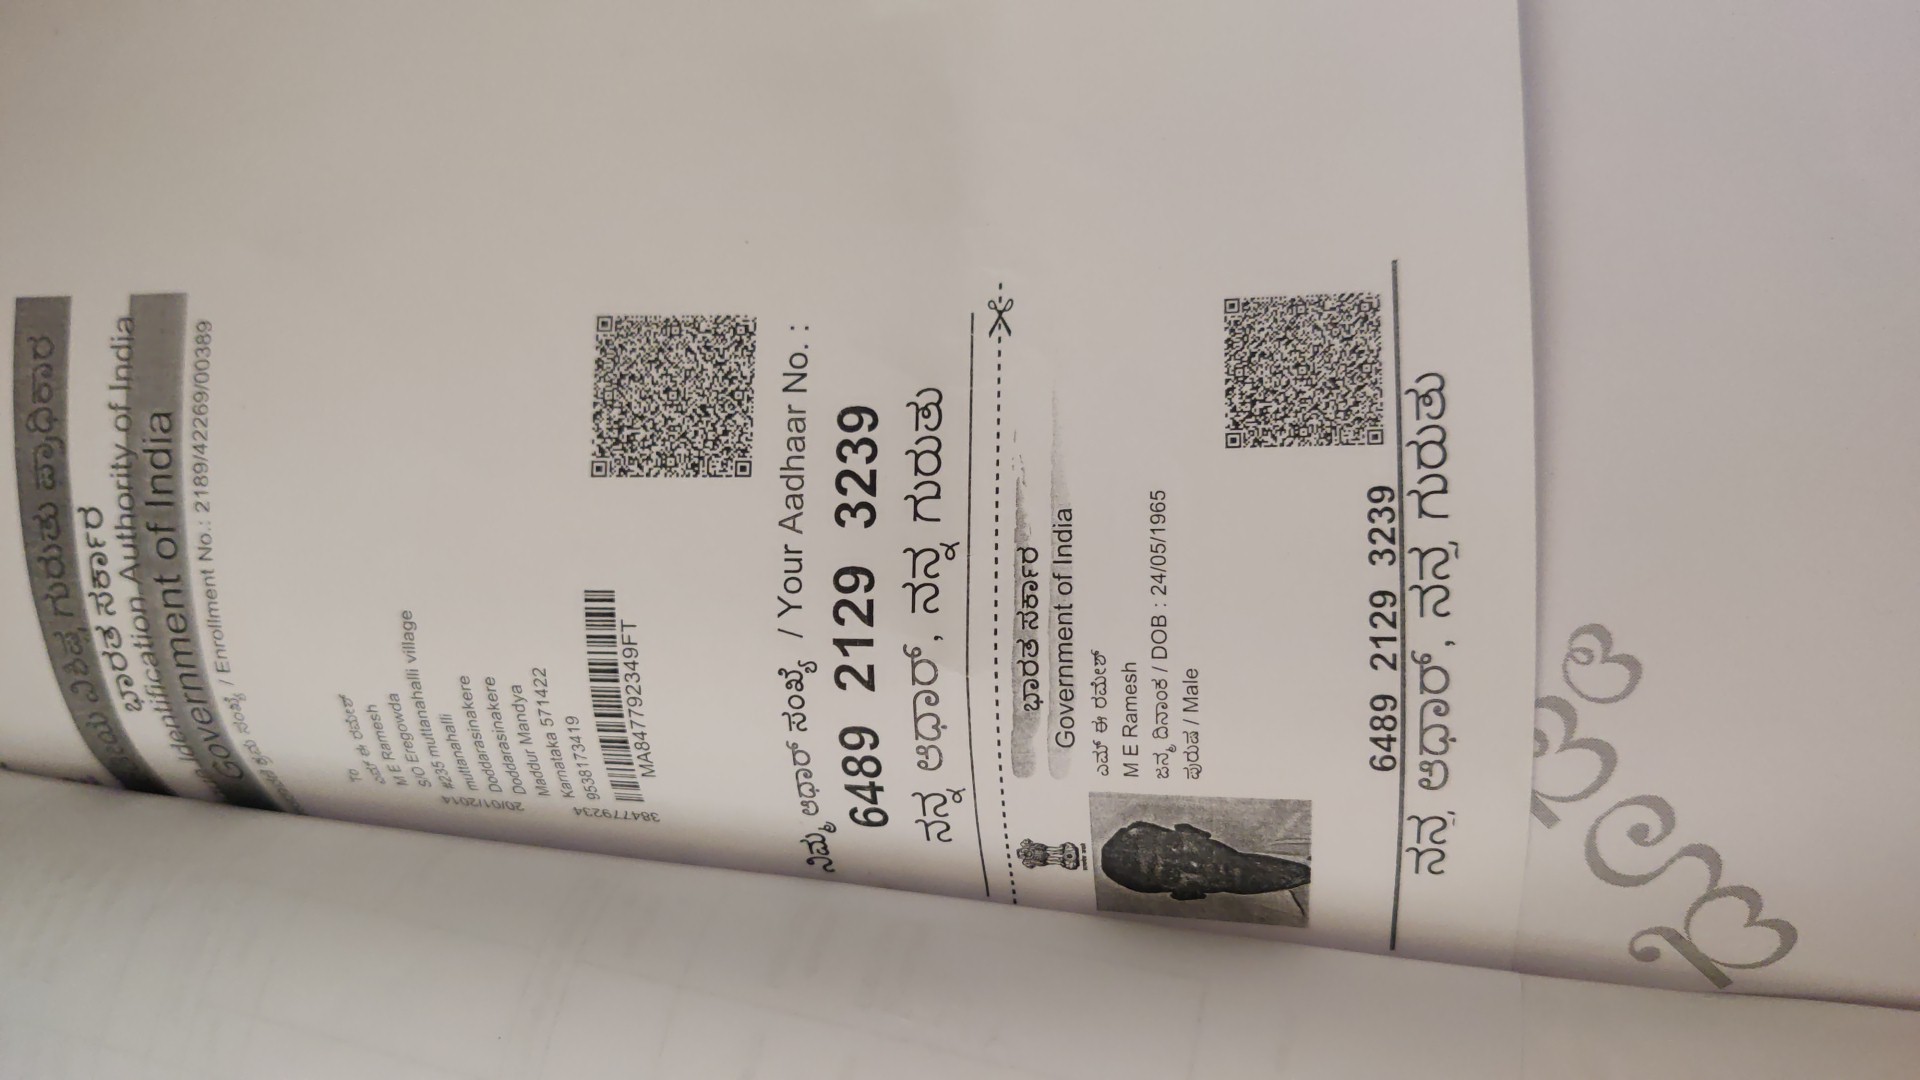 ಗುರುತು ಪ್ರಾಧಿಕಾರ
ಭಾರತ ಸರ್ಕಾರ
Identification Authority of India
Government of India
/ Enrollment No.: 2189/42269/00389
To
ಎಮ್ ಈ ರಮೇಶ್
M E Ramesh
S/O Eregowda
#235 muttanahalli village
muttanahalli
Doddarasinakere
Doddarasinakere
Maddur Mandya
Karnataka 571422
9538173419
20/01/2014
384779234
MA847792349FT
ನಿಮ್ಮ ಆಧಾರ್ ಸಂಖ್ಯೆ / Your Aadhaar No. :
6489 2129 3239
ನನ್ನ ಆಧಾರ್, ನನ್ನ ಗುರುತು
ಭಾರತ ಸರ್ಕಾರ
Government of India
ಎಮ್ ಈ ರಮೇಶ್
M E Ramesh
ಜನ್ಮ ದಿನಾಂಕ / DOB : 24/05/1965
ಪುರುಷ / Male
6489 2129 3239
ನನ್ನ ಆಧಾರ್, ನನ್ನ ಗುರುತು